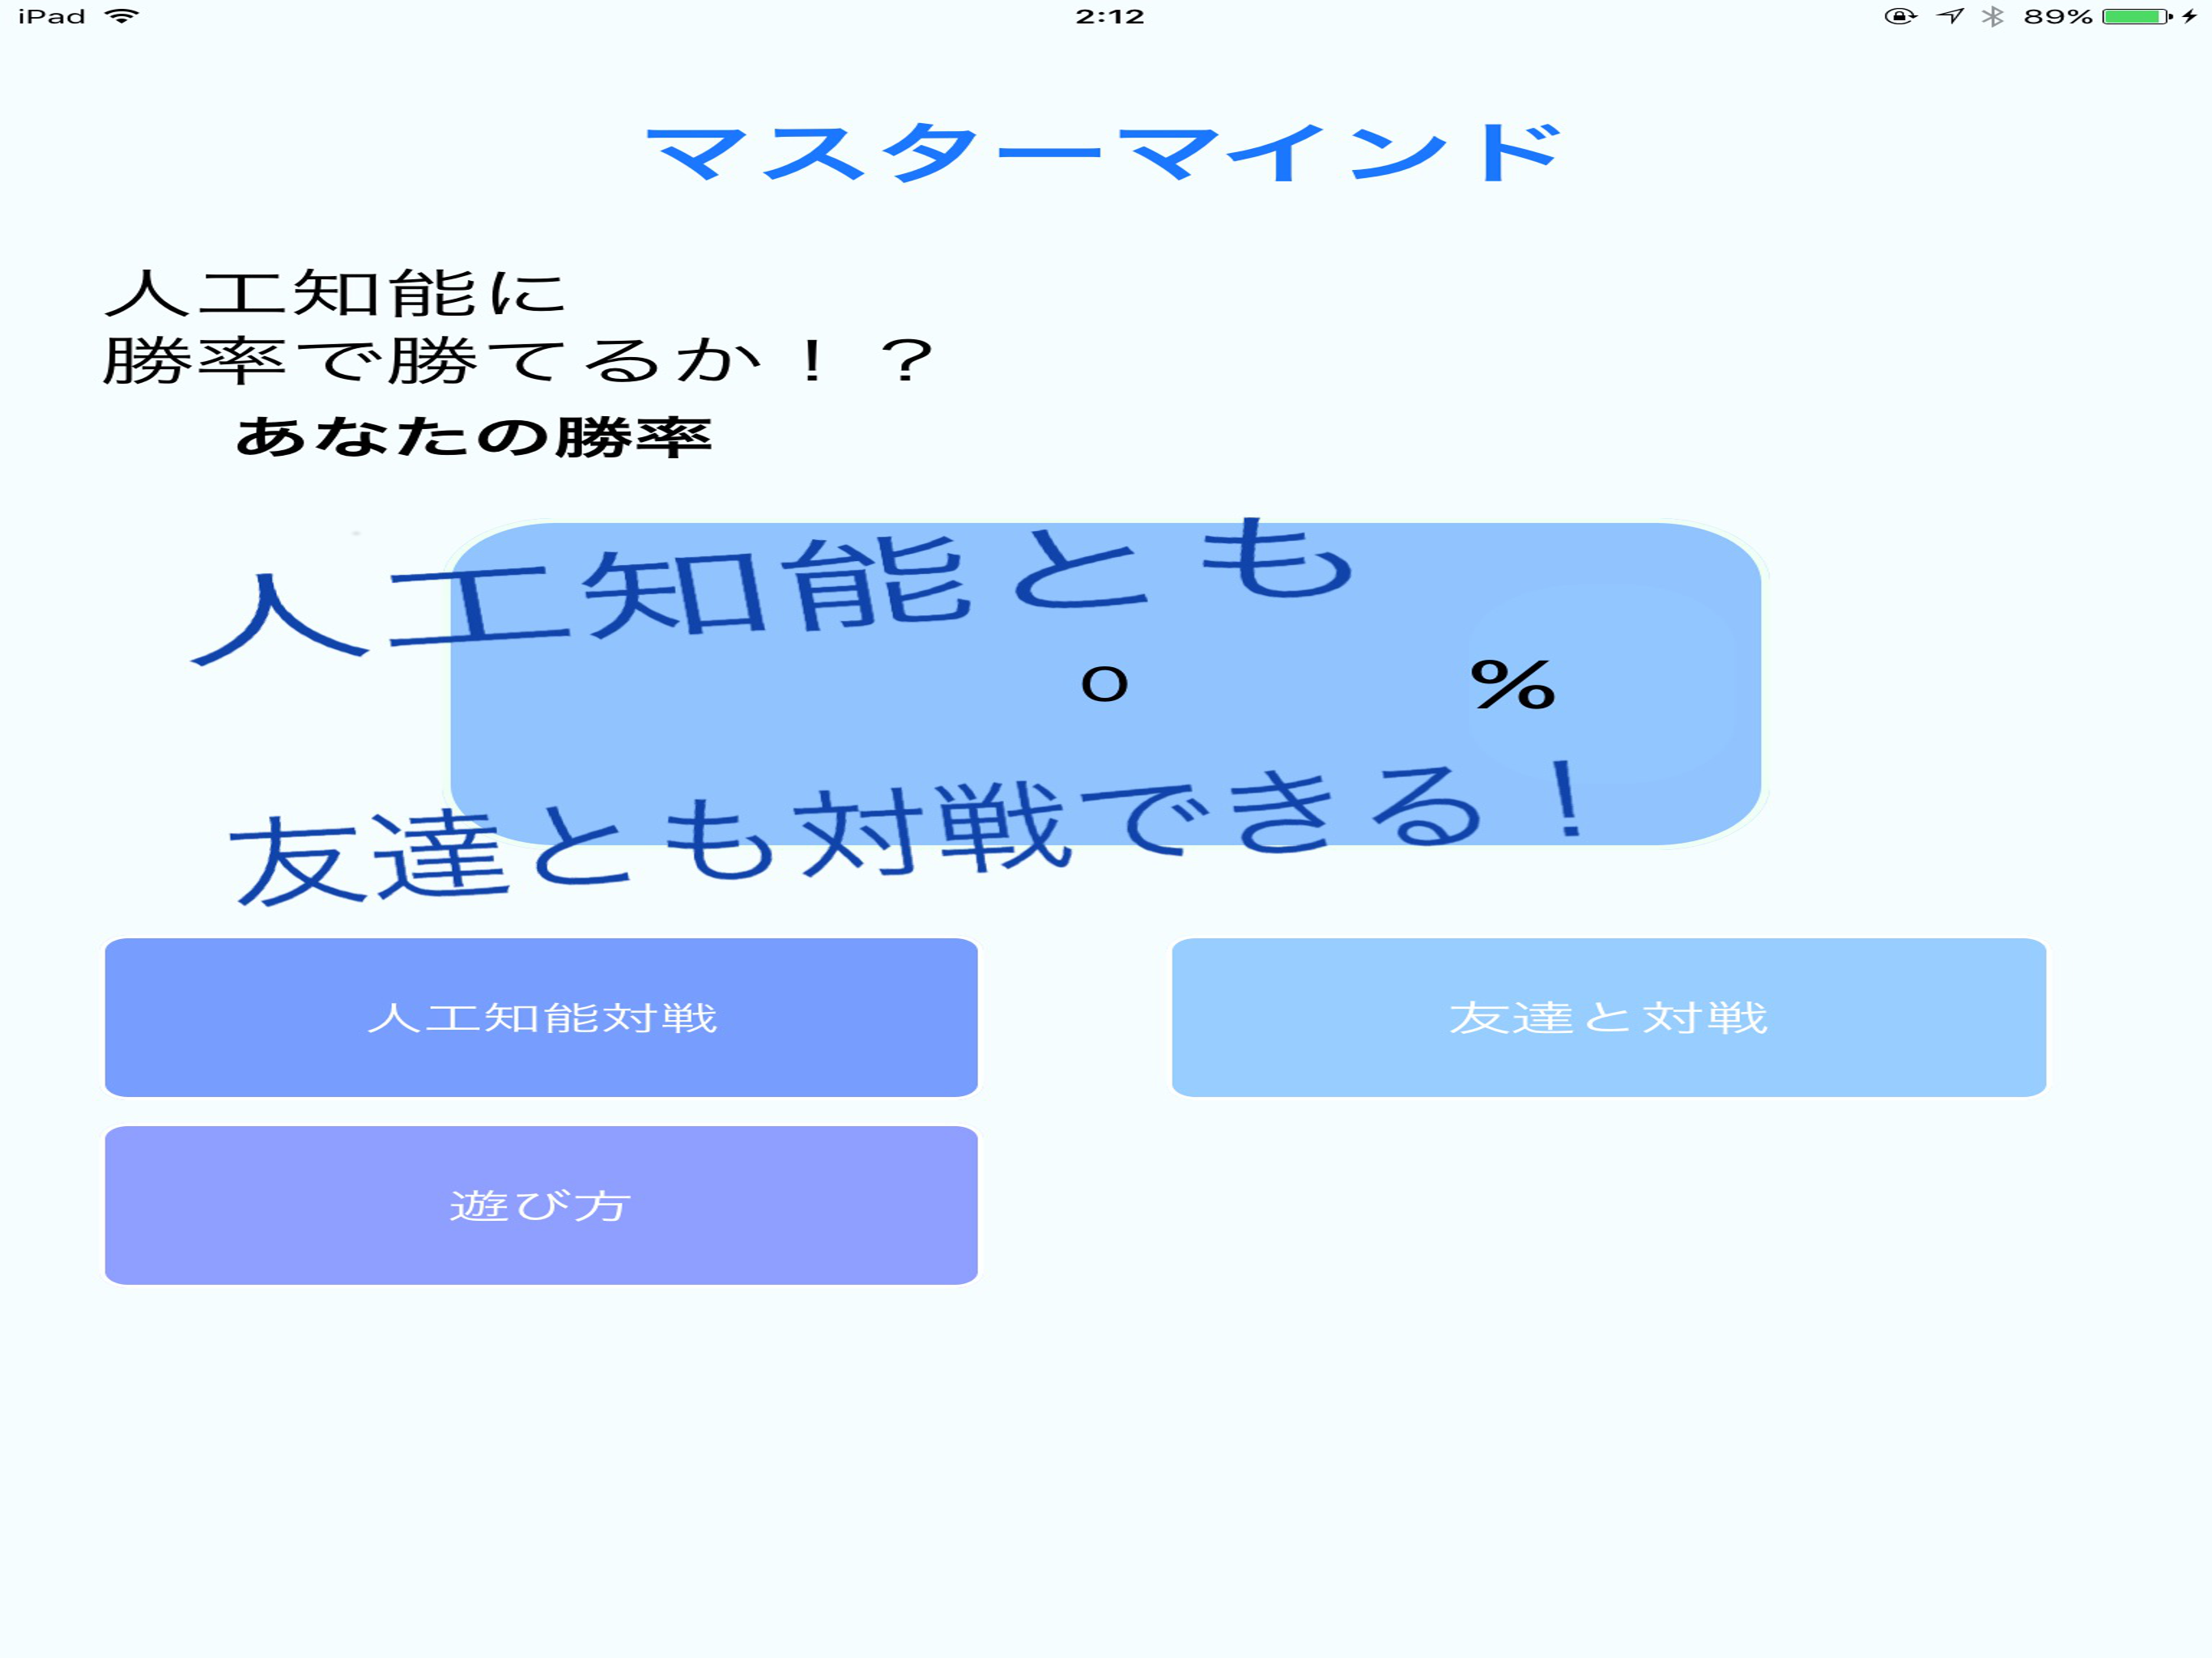 iPad 2:12 89%
マスターマインド
人工知能に
勝率で勝てるか！？
あなたの勝率
人工知能とも
0 %
友達とも対戦できる！
人工知能対戦 友達と対戦
遊び方